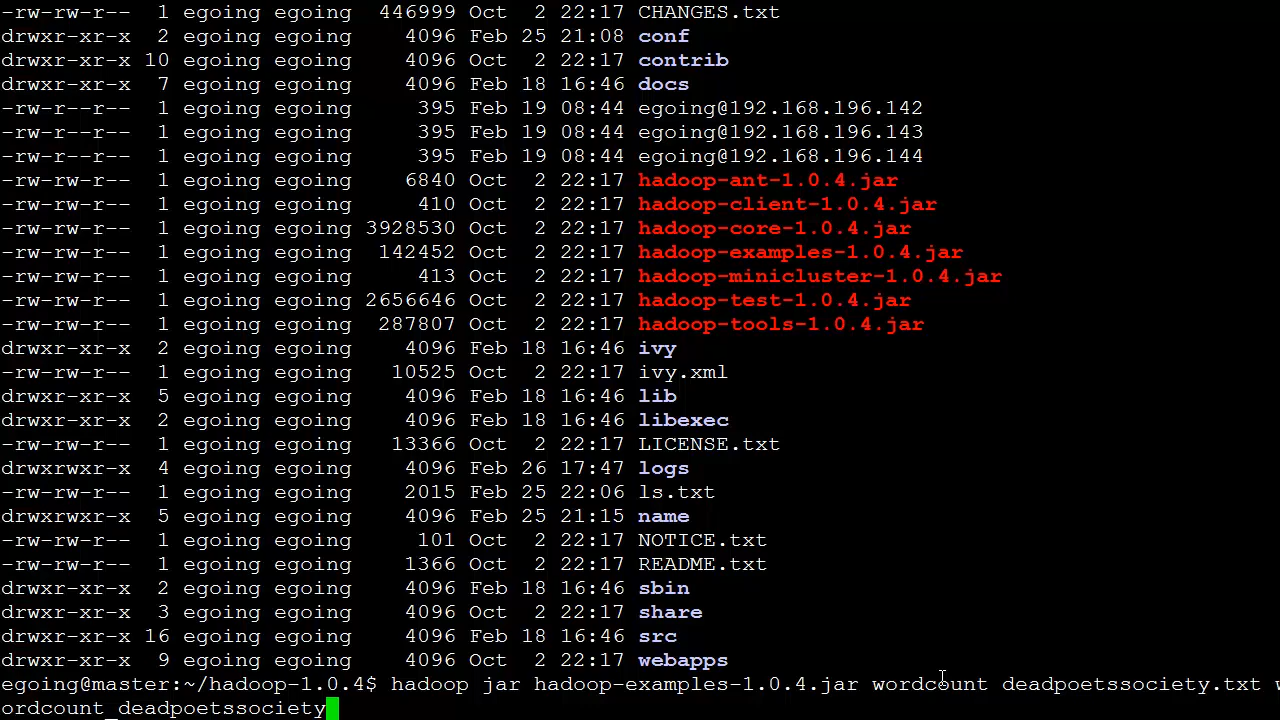 -rw-rw-r-- 1 egoing egoing 446999 Oct 2 22:17 CHANGES.txt
drwxr-xr-x 2 egoing egoing 4096 Feb 25 21:08 conf
drwxr-xr-x 10 egoing egoing 4096 Oct 2 22:17 contrib
drwxr-xr-x 7 egoing egoing 4096 Feb 18 16:46 docs
-rw-r--r-- 1 egoing egoing 395 Feb 19 08:44 egoing@192.168.196.142
-rw-r--r-- 1 egoing egoing 395 Feb 19 08:44 egoing@192.168.196.143
-rw-r--r-- 1 egoing egoing 395 Feb 19 08:44 egoing@192.168.196.144
-rw-rw-r-- 1 egoing egoing 6840 Oct 2 22:17 hadoop-ant-1.0.4.jar
-rw-rw-r-- 1 egoing egoing 410 Oct 2 22:17 hadoop-client-1.0.4.jar
-rw-rw-r-- 1 egoing egoing 3928530 Oct 2 22:17 hadoop-core-1.0.4.jar
-rw-rw-r-- 1 egoing egoing 142452 Oct 2 22:17 hadoop-examples-1.0.4.jar
-rw-rw-r-- 1 egoing egoing 413 Oct 2 22:17 hadoop-minicluster-1.0.4.jar
-rw-rw-r-- 1 egoing egoing 2656646 Oct 2 22:17 hadoop-test-1.0.4.jar
-rw-rw-r-- 1 egoing egoing 287807 Oct 2 22:17 hadoop-tools-1.0.4.jar
drwxr-xr-x 2 egoing egoing 4096 Feb 18 16:46 ivy
-rw-rw-r-- 1 egoing egoing 10525 Oct 2 22:17 ivy.xml
drwxr-xr-x 5 egoing egoing 4096 Feb 18 16:46 lib
drwxr-xr-x 2 egoing egoing 4096 Feb 18 16:46 libexec
-rw-rw-r-- 1 egoing egoing 13366 Oct 2 22:17 LICENSE.txt
drwxrwxr-x 4 egoing egoing 4096 Feb 26 17:47 logs
-rw-rw-r-- 1 egoing egoing 2015 Feb 25 22:06 ls.txt
drwxrwxr-x 5 egoing egoing 4096 Feb 25 21:15 name
-rw-rw-r-- 1 egoing egoing 101 Oct 2 22:17 NOTICE.txt
-rw-rw-r-- 1 egoing egoing 1366 Oct 2 22:17 README.txt
drwxr-xr-x 2 egoing egoing 4096 Feb 18 16:46 sbin
drwxr-xr-x 3 egoing egoing 4096 Oct 2 22:17 share
drwxr-xr-x 16 egoing egoing 4096 Feb 18 16:46 src
drwxr-xr-x 9 egoing egoing 4096 Oct 2 22:17 webapps
egoing@master:~/hadoop-1.0.4$ hadoop jar hadoop-examples-1.0.4.jar wordcount deadpoetssociety.txt w
ordcount_deadpoetssociety